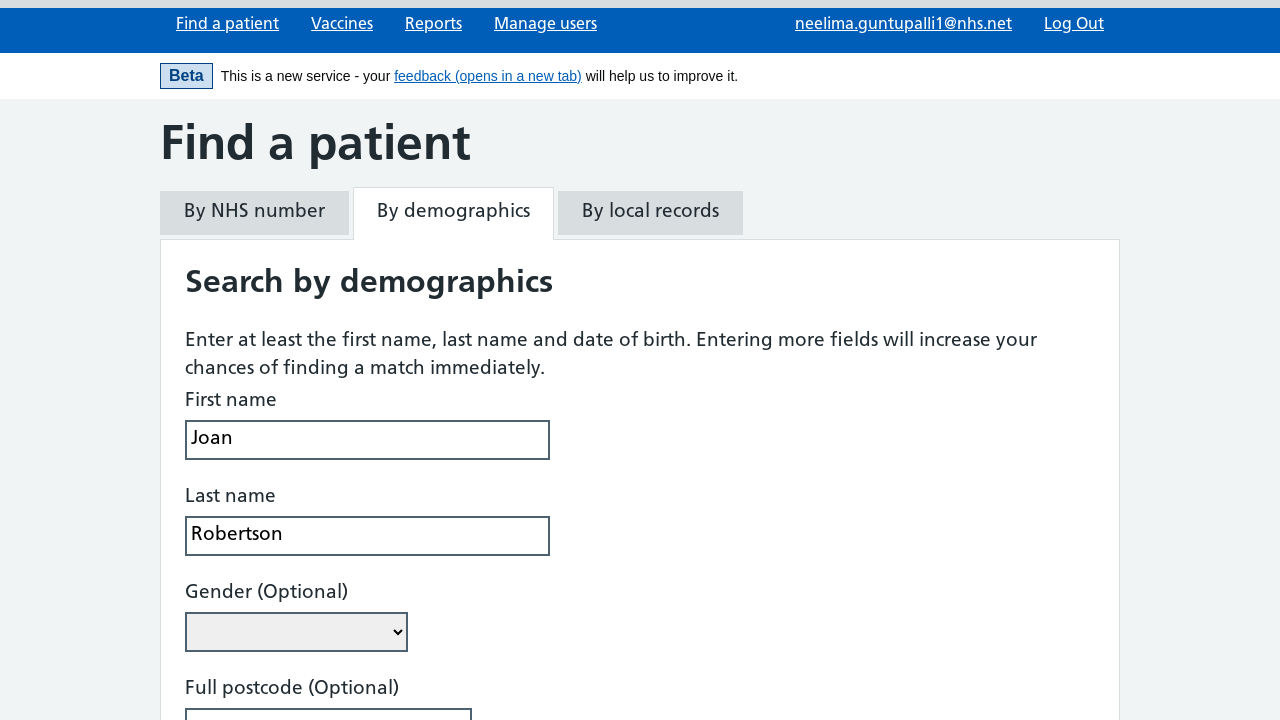 Find a patient Vaccines Reports Manage users neelima.guntupalli1@nhs.net Log Out
Beta This is a new service - your feedback (opens in a new tab) will help us to improve it.
Find a patient
By NHS number By demographics By local records
Search by demographics
Enter at least the first name, last name and date of birth. Entering more fields will increase your
chances of finding a match immediately.
First name
Joan
Last name
Robertson
Gender (Optional)
Full postcode (Optional)